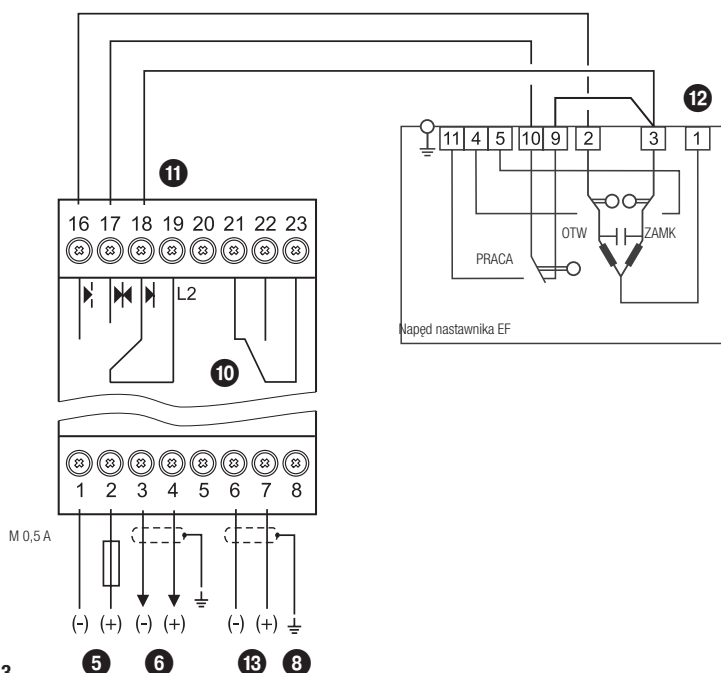 12
11 4 5 10 9 2 3 1
11
16 17 18 19 20 21 22 23
OTW ZAMK
PRACA
L2
Napęd nastawnika EF
10
1 2 3 4 5 6 7 8
M 0,5 A
(-) (+) (-) (+) (-) (+)
5 6 13 8